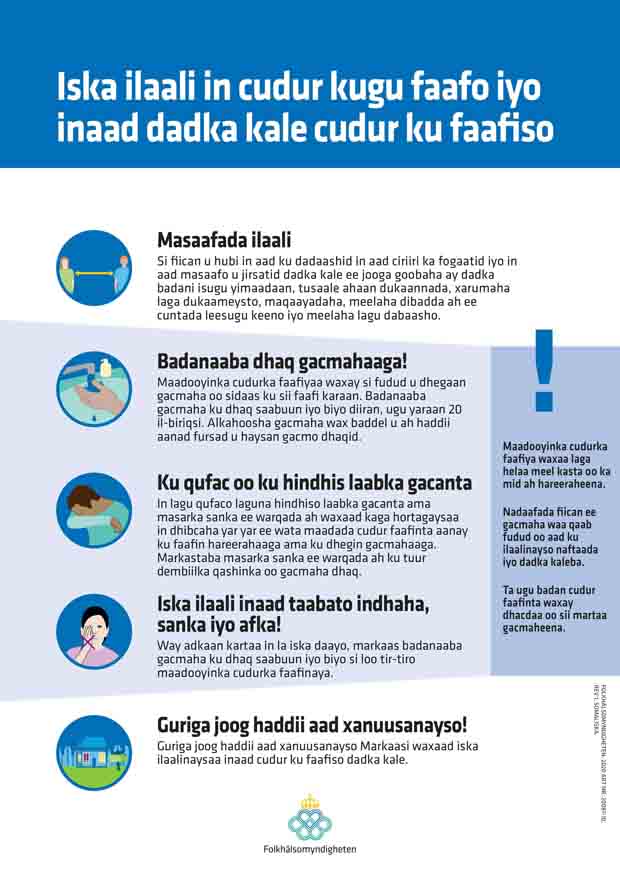 Iska ilaali in cudur kugu faafo iyo
inaad dadka kale cudur ku faafiso
Masaafada ilaali
Si fiican u hubi in aad ku dadaashid in aad ciriiri ka fogaatid iyo in
aad masaafo u jirsatid dadka kale ee jooga goobaha ay dadka
badani isugu yimaadaan, tusaale ahaan dukaannada, xarumaha
laga dukaameysto, maqaayadaha, meelaha dibadda ah ee
cuntada leesugu keeno iyo meelaha lagu dabaasho.
Badanaaba dhaq gacmahaaga!
Maadooyinka cudurka faafiyaa waxay si fudud u dhegaan
gacmaha oo sidaas ku sii faafi karaan. Badanaaba
gacmaha ku dhaq saabuun iyo biyo diiran, ugu yaraan 20
il-biriqsi. Alkahoosha gacmaha wax baddel u ah haddii
aanad fursad u haysan gacmo dhaqid.
Ku qufac oo ku hindhis laabka gacanta
In lagu qufaco laguna hindhiso laabka gacanta ama
masarka sanka ee warqada ah waxaad kaga hortagaysaa
in dhibcaha yar yar ee wata maadada cudur faafinta aanay
ku faafin hareerahaaga ama ku dhegin gacmahaaga.
Markastaba masarka sanka ee warqada ah ku tuur
dembiilka qashinka oo gacmaha dhaq.
Iska ilaali inaad taabato indhaha,
sanka iyo afka!
Way adkaan kartaa in la iska daayo, markaas badanaaba
gacmaha ku dhaq saabuun iyo biyo si loo tir-tiro
maadooyinka cudurka faafinaya.
Guriga joog haddii aad xanuusanayso!
Guriga joog haddii aad xanuusanayso Markaasi waxaad iska
ilaalinaysaa inaad cudur ku faafiso dadka kale.
!
Maadooyinka cudurka
faafiya waxaa laga
helaa meel kasta oo ka
mid ah hareeraheena.
Nadaafada fiican ee
gacmaha waa qaab
fudud oo aad ku
ilaalinayso naftaada
iyo dadka kaleba.
Ta ugu badan cudur
faafinta waxay
dhacdaa oo sii martaa
gacmaheena.
REV 1. SOMALISKA.
Folkhälsomyndigheten